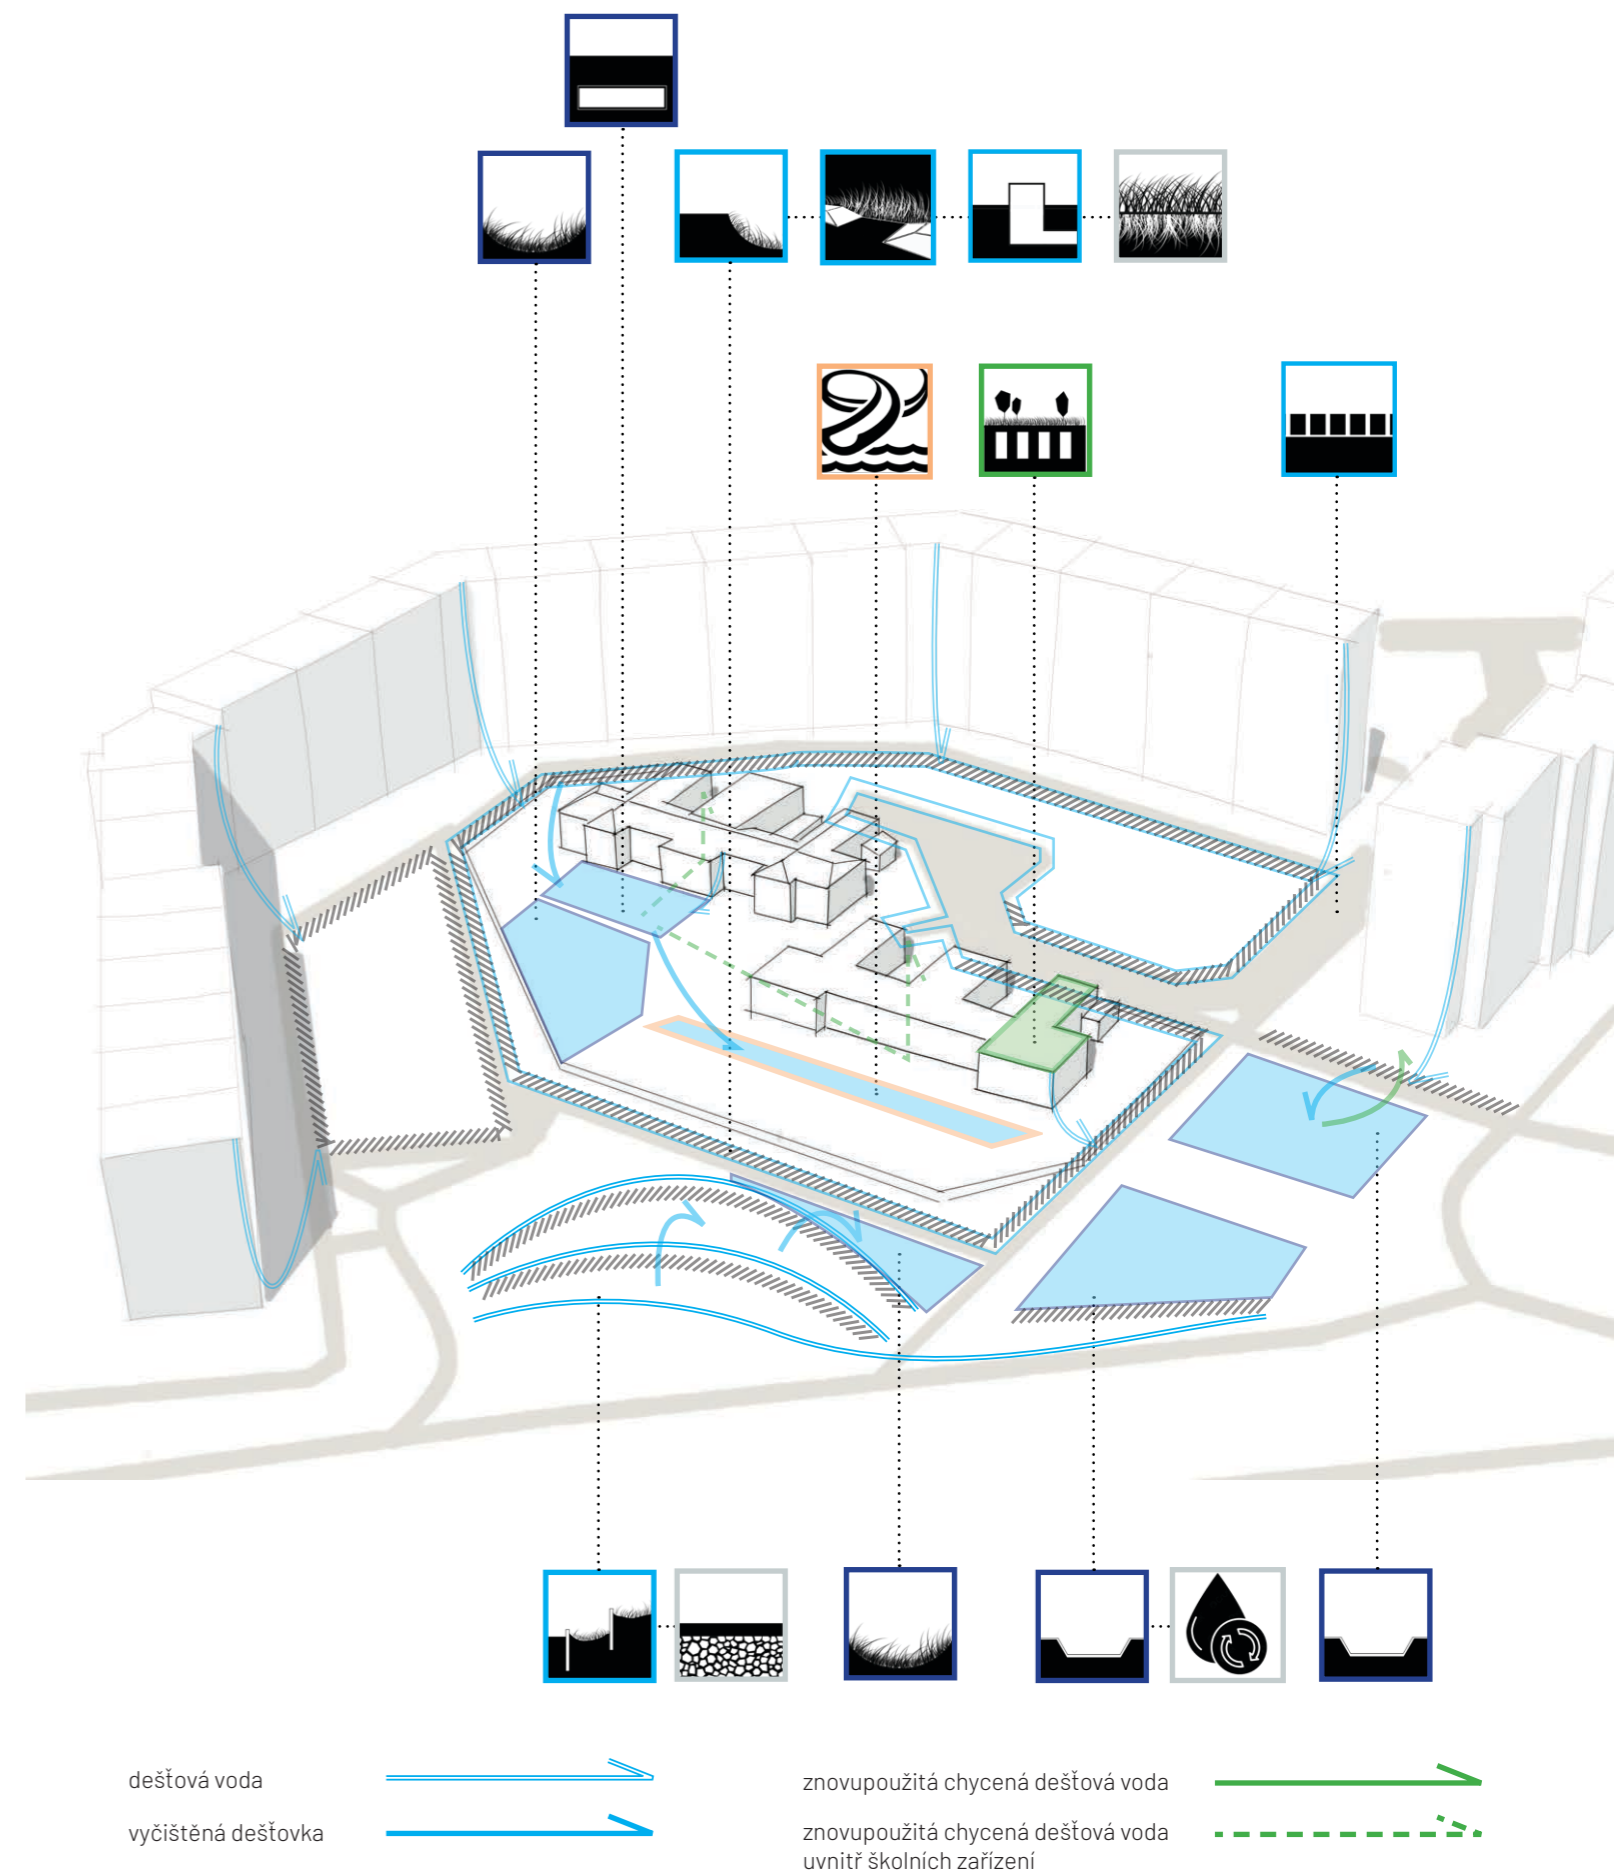 dešťová voda
vyčištěná dešťovka
znovupoužitá chycená dešťová voda
znovupoužitá chycená dešťová voda
uvnitř školních zařízení